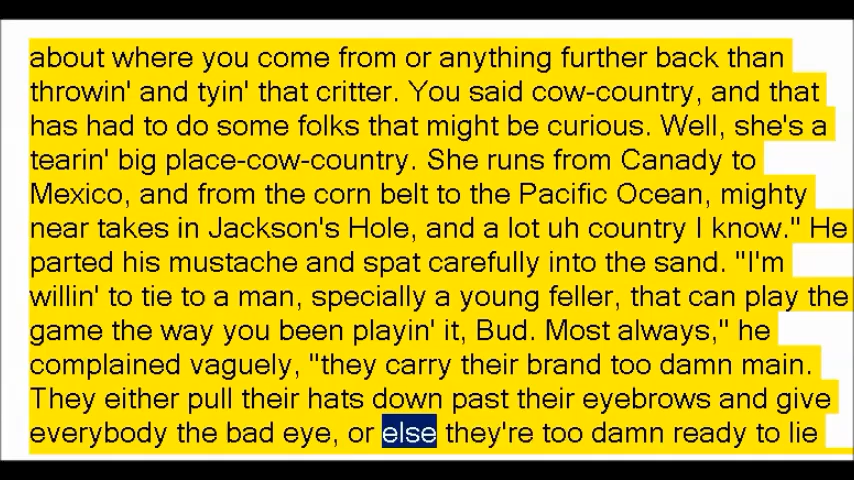 about where you come from or anything further back than
throwin' and tyin' that critter. You said cow-country, and that
has had to do some folks that might be curious. Well, she's a
tearin' big place-cow-country. She runs from Canady to
Mexico, and from the corn belt to the Pacific Ocean, mighty
near takes in Jackson's Hole, and a lot uh country I know." He
parted his mustache and spat carefully into the sand. "I'm
willin' to tie to a man, specially a young feller, that can play the
game the way you been playin' it, Bud. Most always," he
complained vaguely, "they carry their brand too damn main.
They either pull their hats down past their eyebrows and give
everybody the bad eye, or else they're too damn ready to lie